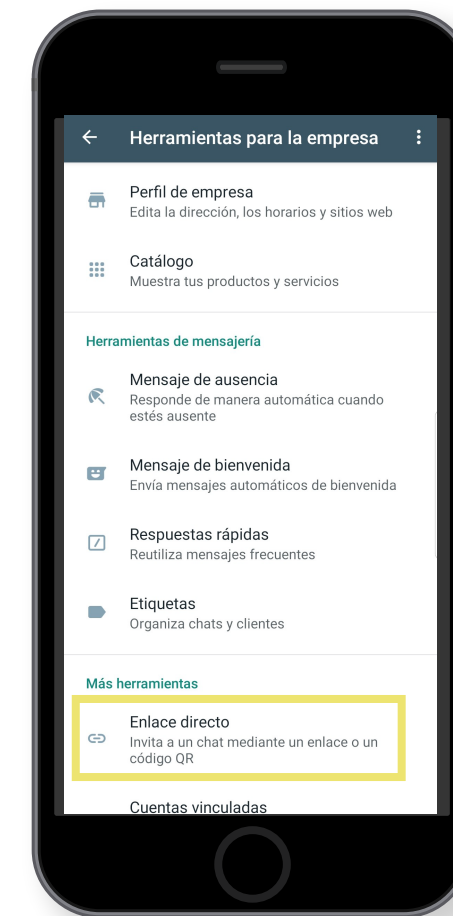 Herramientas para la empresa
Perfil de empresa
Edita la dirección, los horarios y sitios web
Catálogo
Muestra tus productos y servicios
Herramientas de mensajería
Mensaje de ausencia
Responde de manera automática cuando
estés ausente
Mensaje de bienvenida
Envía mensajes automáticos de bienvenida
Respuestas rápidas
Reutiliza mensajes frecuentes
Etiquetas
Organiza chats y clientes
Más herramientas
Enlace directo
Invita a un chat mediante un enlace o un
código QR
Cuentas vinculadas